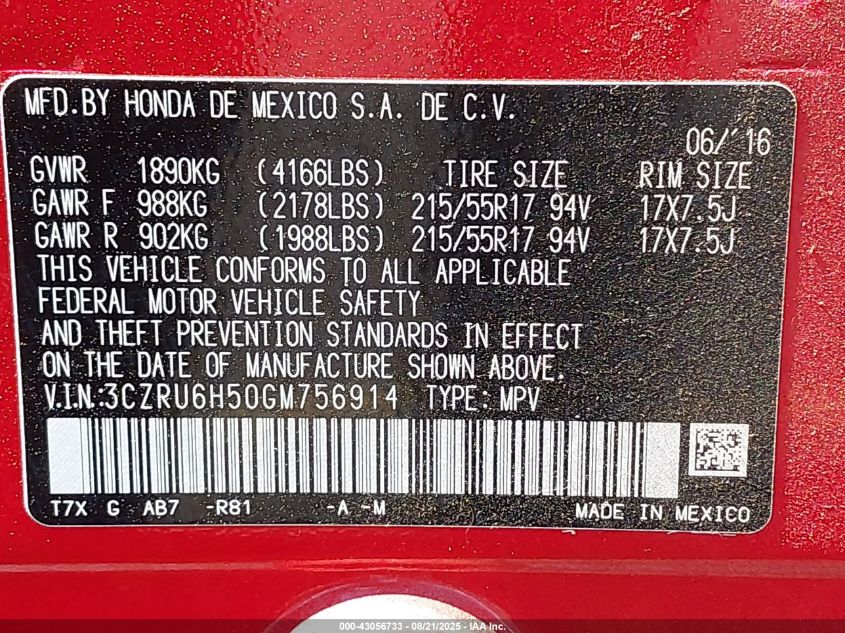 MFD.BY HONDA DE MEXICO S.A. DE C.V.
06/'16
GVWR 1890KG (4166LBS) TIRE SIZE RIM SIZE
GAWR F 988KG (2178LBS) 215/55R17 94V 17X7.5J
GAWR R 902KG (1988LBS) 215/55R17 94V 17X7.5J
THIS VEHICLE CONFORMS TO ALL APPLICABLE
FEDERAL MOTOR VEHICLE SAFETY
AND THEFT PREVENTION STANDARDS IN EFFECT
ON THE DATE OF MANUFACTURE SHOWN ABOVE.
V.I.N.:3CZRU6H50GM756914 TYPE: MPV
T7X G AB7 -R81 -A -M MADE IN MEXICO
000-43056733 - 08/21/2025 - IAA Inc.